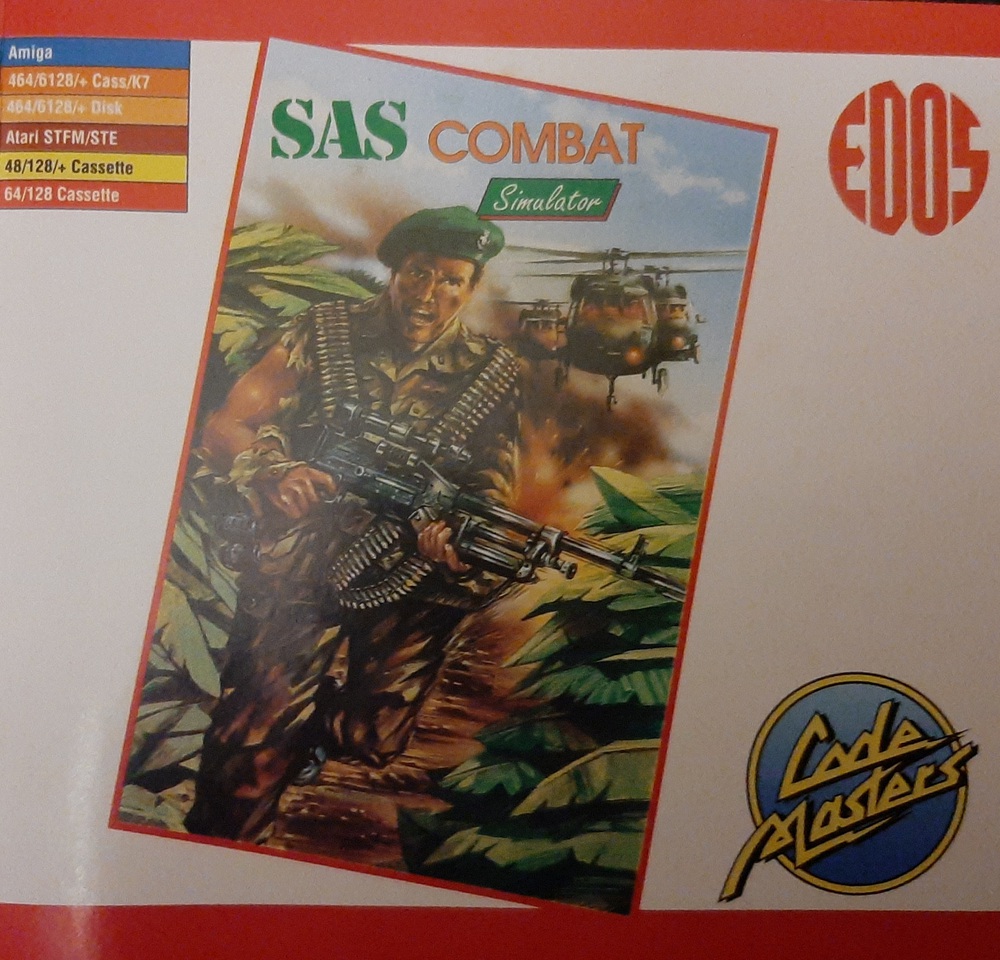 Amiga
464/6128/+ Cass/K7
464/6128/+ Disk
Atari STFM/STE
48/128/+ Cassette
64/128 Cassette
SAS COMBAT
Simulator
EDOS
Code
Masters